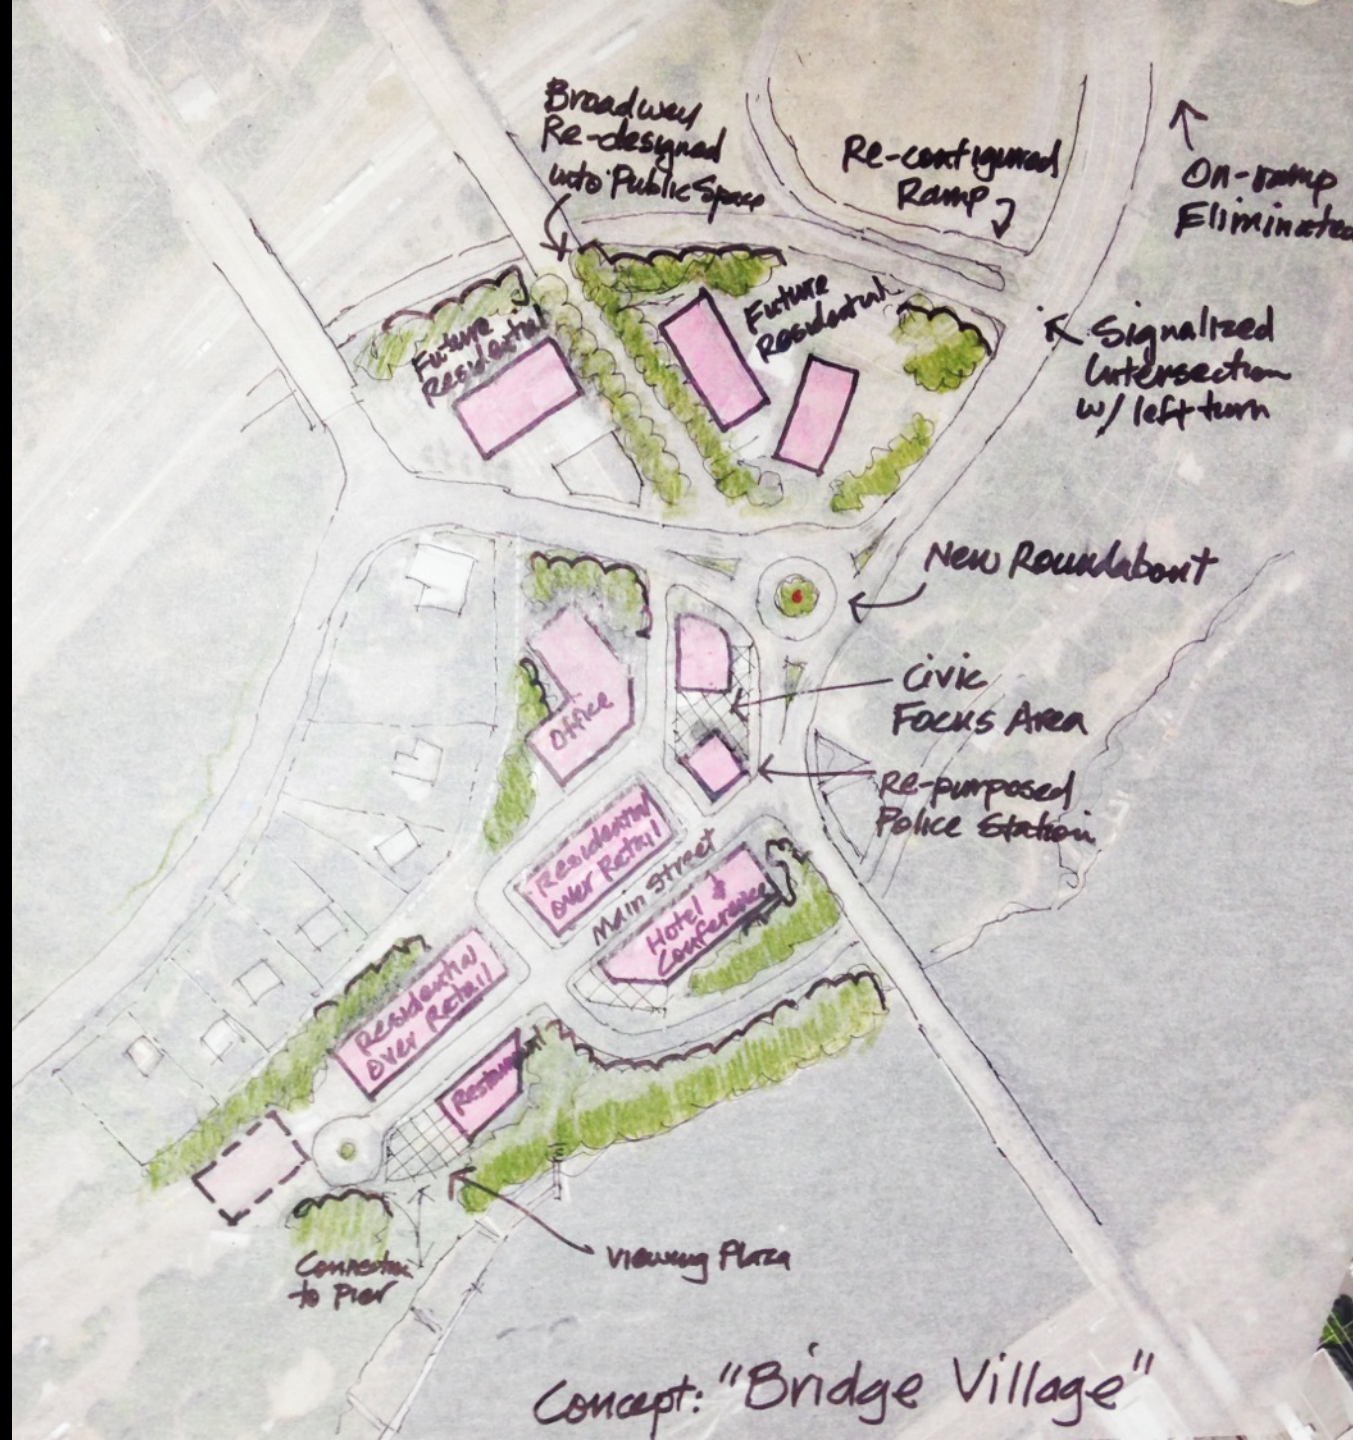 Broadway
Re-designed
into Public Space
Re-configured
Ramp
On-ramp
Eliminated
Future
Residential
Future
Residential
Signalized
Intersection
w/ left turn
New Roundabout
Civic
Focus Area
Office
Re-purposed
Police Station
Residential
over Retail
Main Street
Hotel &
Conference
Residential
over Retail
Restaurant
Viewing Plaza
Connection
to Pier
Concept: "Bridge Village"